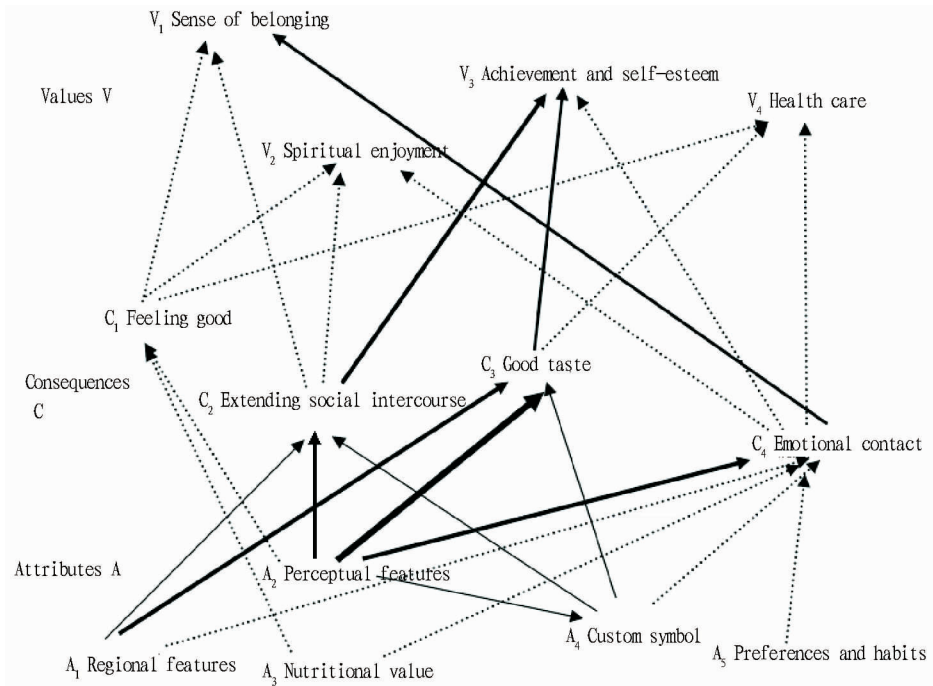 V1 Sense of belonging
V3 Achievement and self-esteem
Values V
V4 Health care
V2 Spiritual enjoyment
C1 Feeling good
C3 Good taste
Consequences
C
C2 Extending social intercourse
C4 Emotional contact
Attributes A
A2 Perceptual features
A4 Custom symbol
A1 Regional features
A3 Nutritional value
A5 Preferences and habits